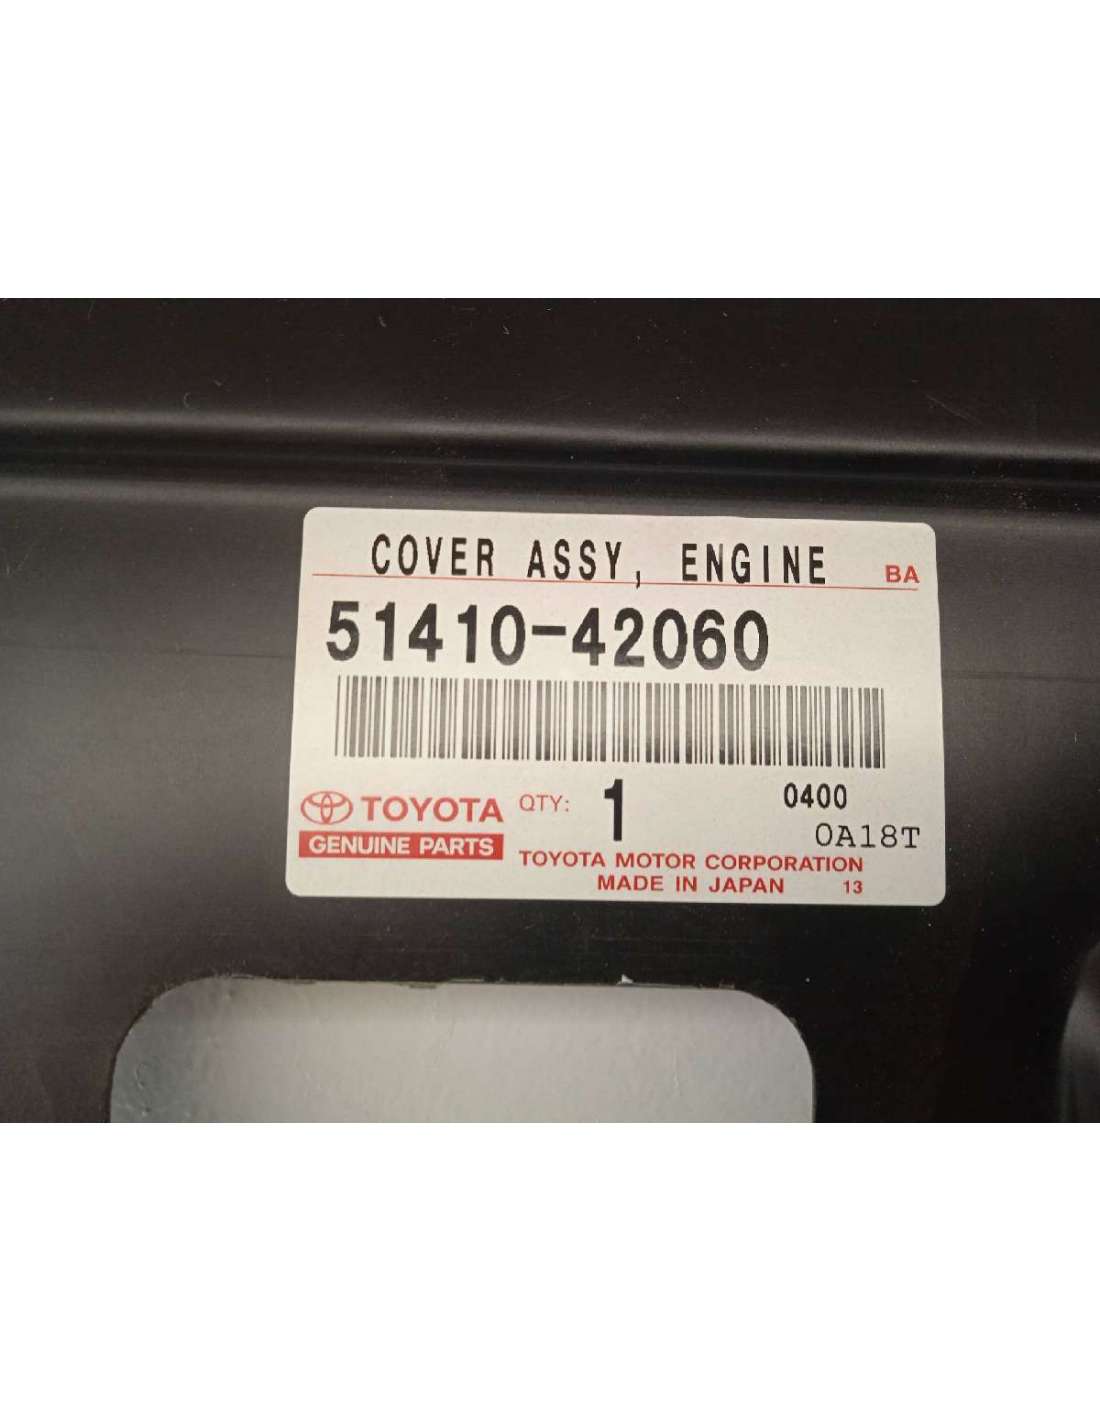 COVER ASSY, ENGINE BA
51410-42060
TOYOTA QTY: 1 0400
GENUINE PARTS 0A18T
TOYOTA MOTOR CORPORATION
MADE IN JAPAN 13